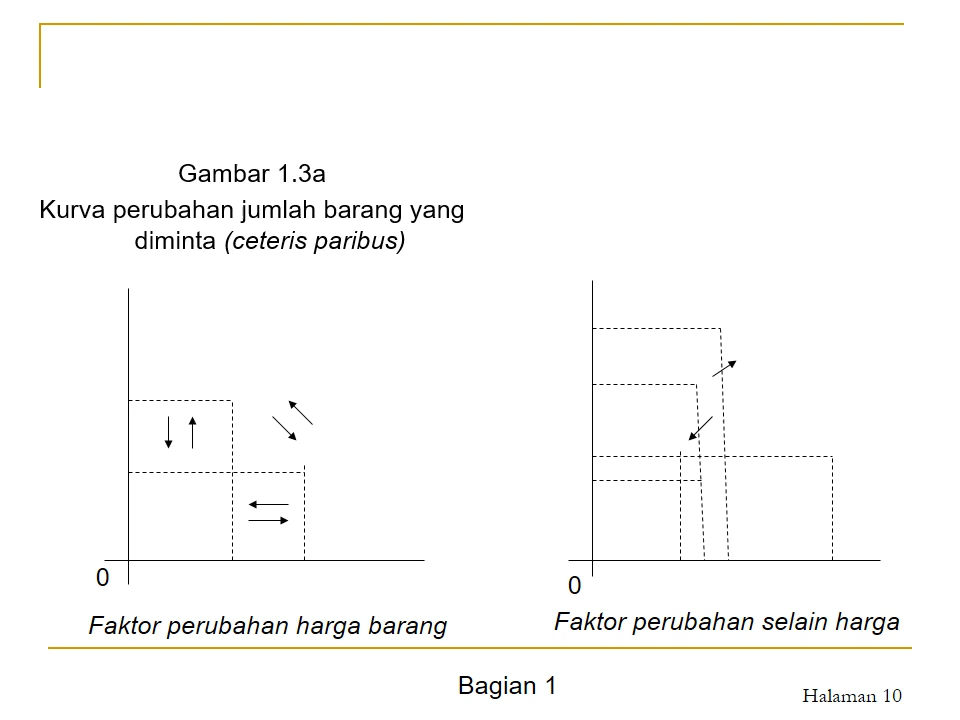 Gambar 1.3a
Kurva perubahan jumlah barang yang
diminta (ceteris paribus)
0
0
Faktor perubahan harga barang
Faktor perubahan selain harga
Bagian 1
Halaman 10